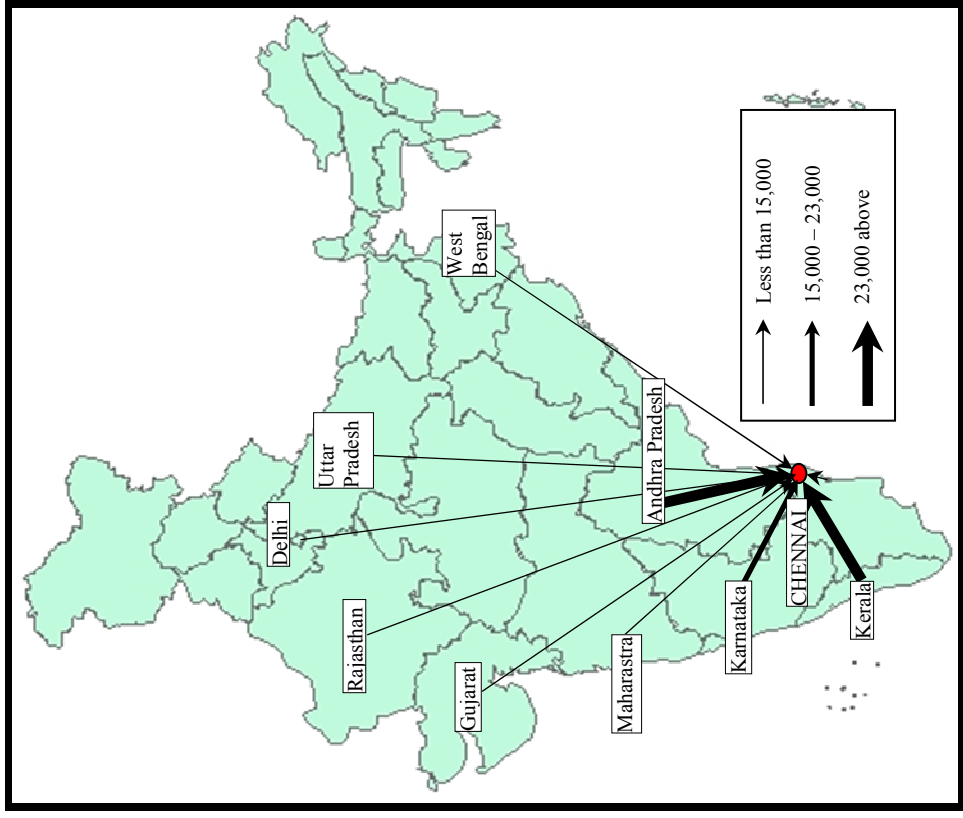 Delhi
Uttar
Pradesh
Rajasthan
Gujarat
West
Bengal
Maharastra
Andhra Pradesh
Karnataka
CHENNAI
Kerala
Less than 15,000
15,000 – 23,000
23,000 above